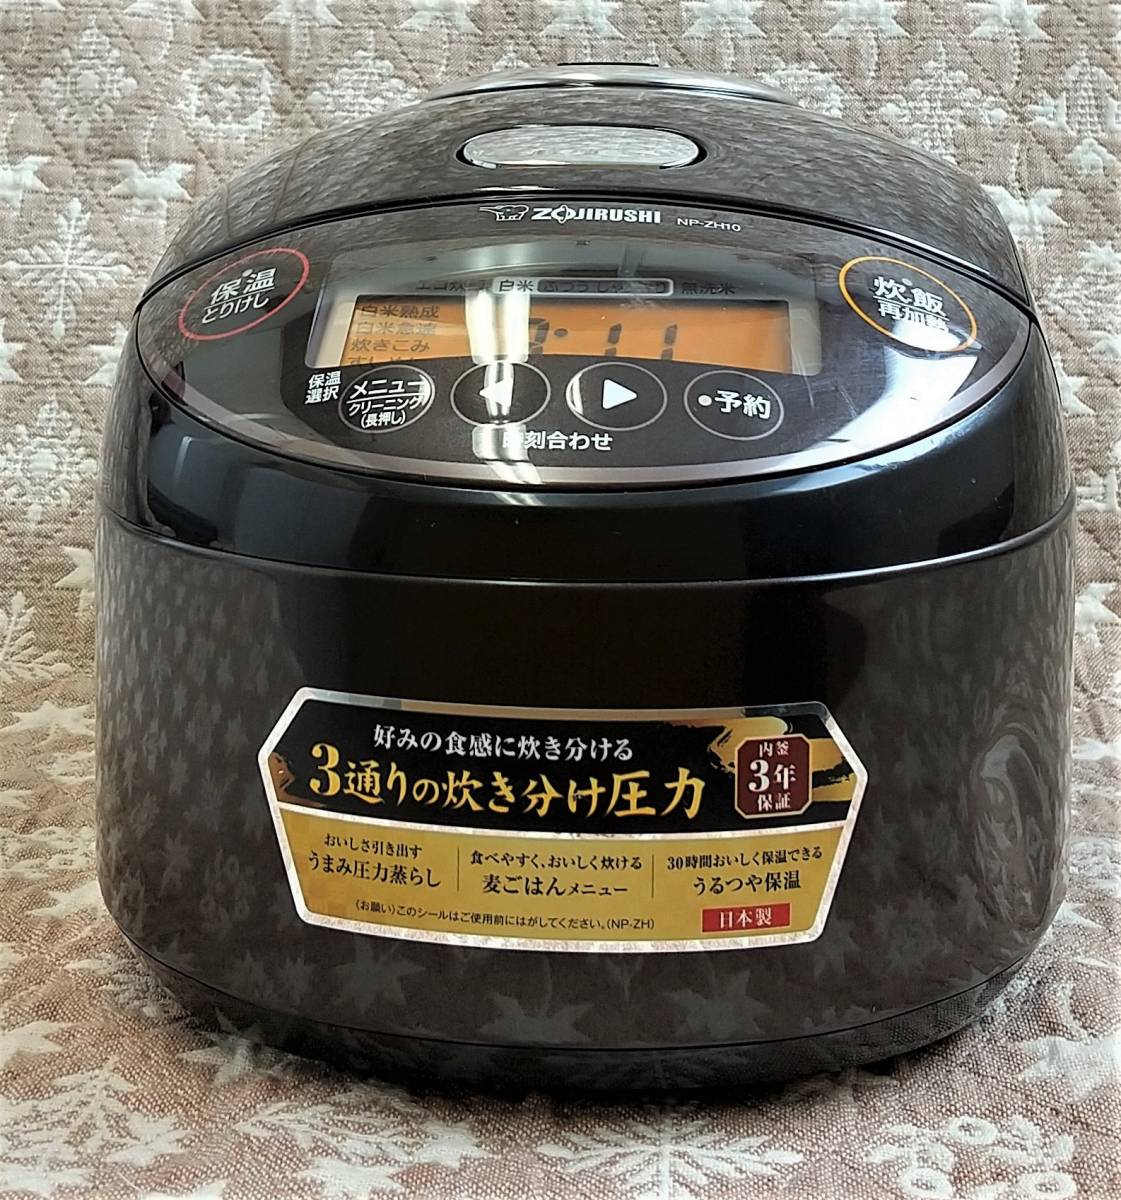 ZOJIRUSHI NP-ZH10
保温
とりけし
炊飯
再加熱
白米 ふつう 無洗米
白米熟成
白米急速
炊きこみ
:11
保温
選択
メニュー
クリーニング
(長押し)
予約
時刻合わせ
好みの食感に炊き分ける
3通りの炊き分け圧力
内釜
3年
保証
おいしさ引き出す
うまみ圧力蒸らし
食べやすく、おいしく炊ける
麦ごはんメニュー
30時間おいしく保温できる
うるつや保温
(お願い)このシールはご使用前にはがしてください。(NP-ZH)
日本製